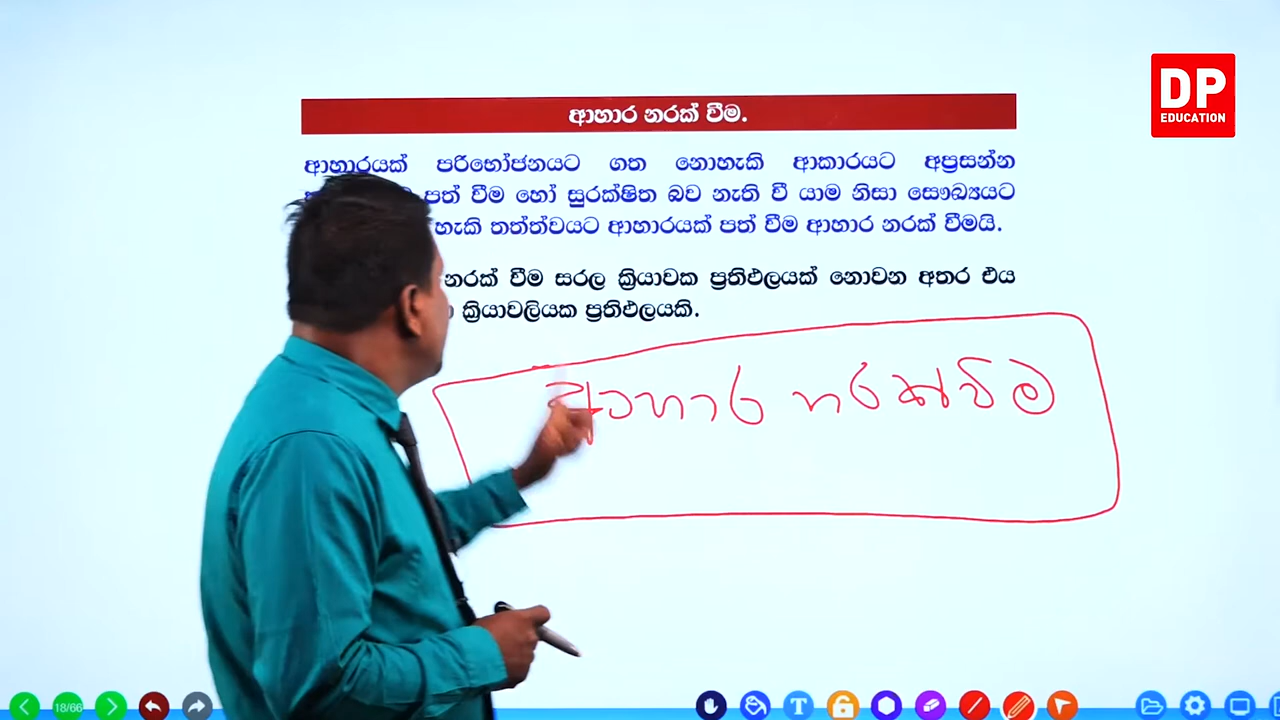 DP
EDUCATION
ආහාර නරක් වීම.
ආහාරයක් පරිභෝජනයට ගත නොහැකි ආකාරයට අප්‍රසන්න
පත් වීම හෝ සුරක්ෂිත බව නැති වී යාම නිසා සෞඛ්‍යයට
හැකි තත්ත්වයට ආහාරයක් පත් වීම ආහාර නරක් වීමයි.
නරක් වීම සරල ක්‍රියාවක ප්‍රතිඵලයක් නොවන අතර එය
ක්‍රියාවලියක ප්‍රතිඵලයකි.
ආහාර නරක්වීම
18/66
T